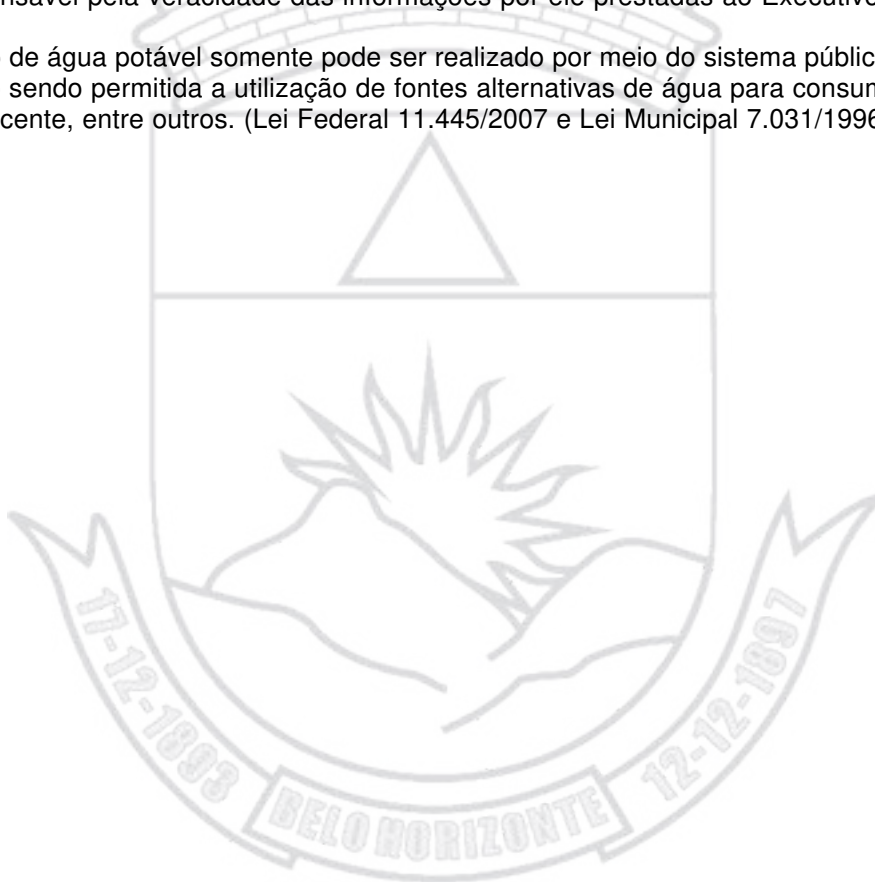 nsável pela veracidade das informações por ele prestadas ao Executivo
de água potável somente pode ser realizado por meio do sistema públic
sendo permitida a utilização de fontes alternativas de água para consum
cente, entre outros. (Lei Federal 11.445/2007 e Lei Municipal 7.031/1996
17-12-1893
BELO HORIZONTE
12-12-1897